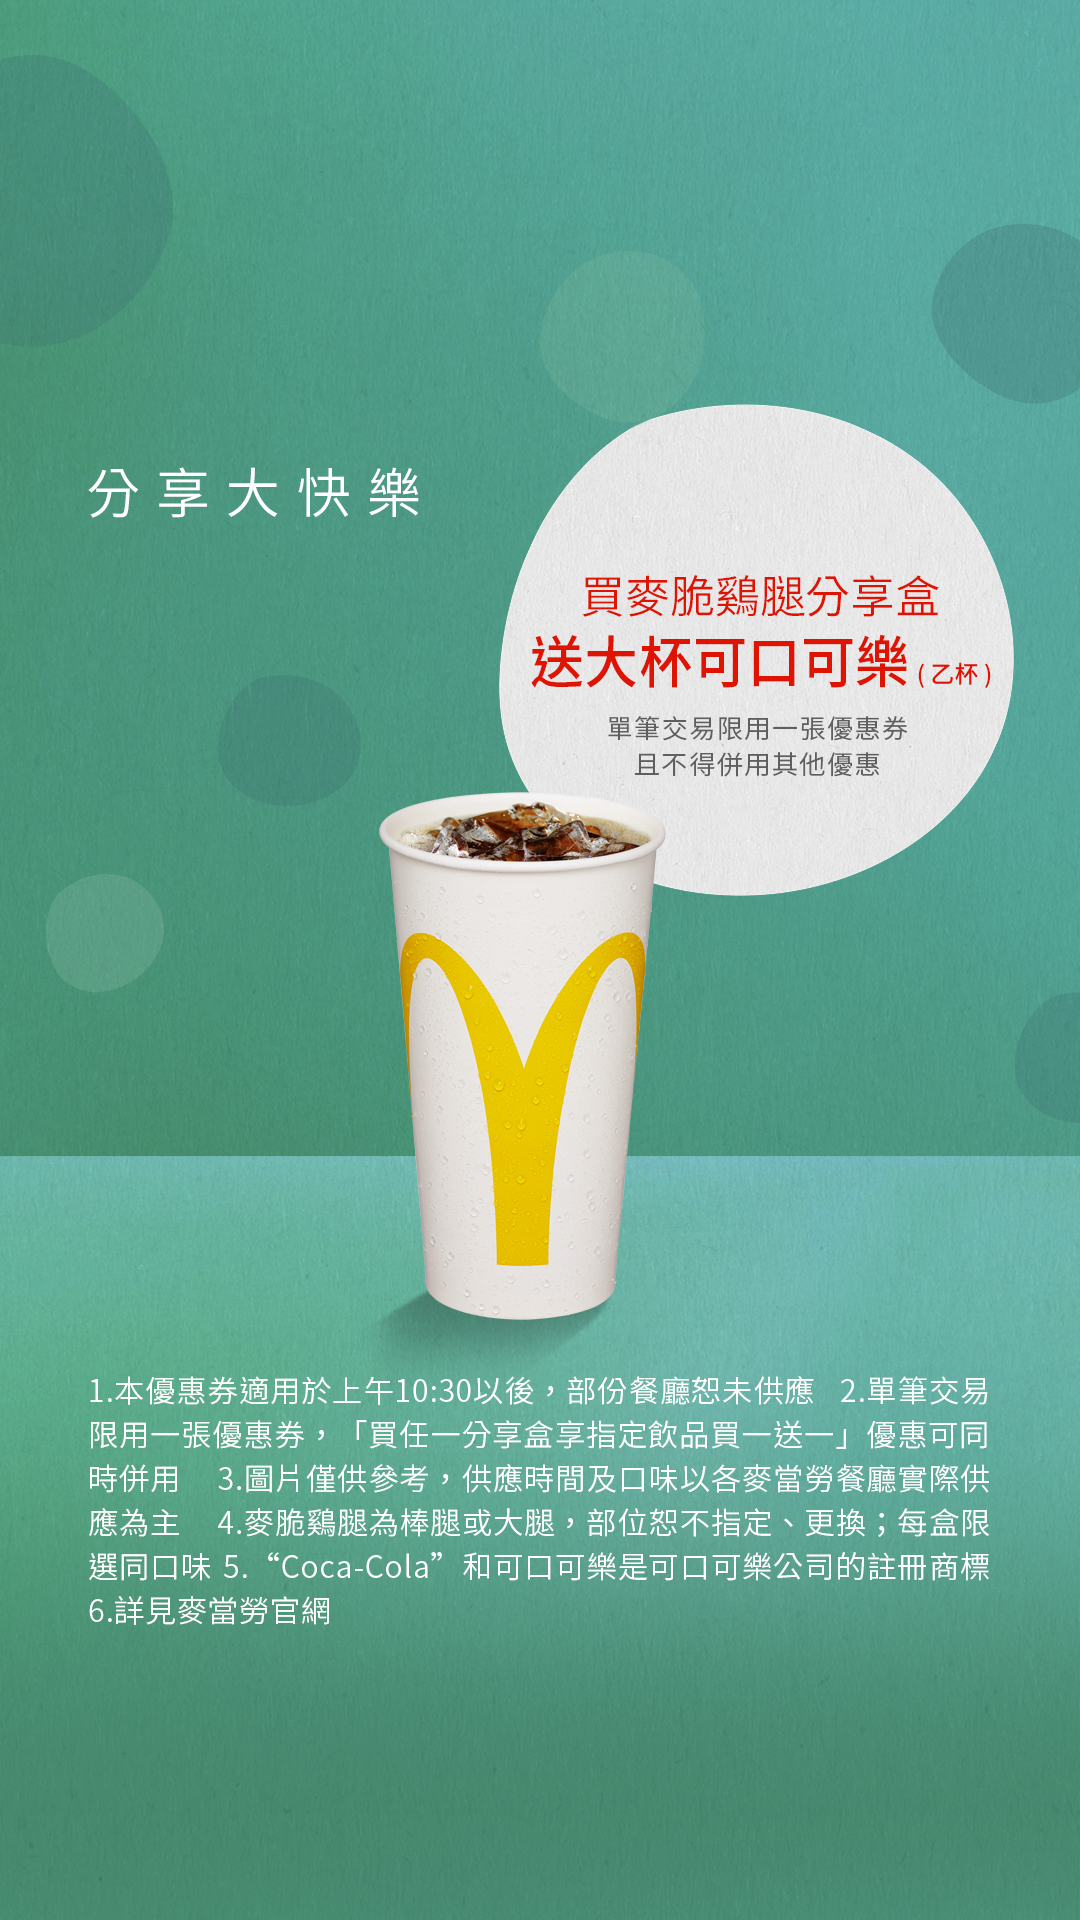 分享大快樂
買麥脆鷄腿分享盒
送大杯可口可樂 (乙杯)
單筆交易限用一張優惠券
且不得併用其他優惠
1.本優惠券適用於上午10:30以後，部份餐廳恕未供應 2.單筆交易
限用一張優惠券，「買任一分享盒享指定飲品買一送一」優惠可同
時併用 3.圖片僅供參考，供應時間及口味以各麥當勞餐廳實際供
應為主 4.麥脆鷄腿為棒腿或大腿，部位恕不指定、更換；每盒限
選同口味 5.“Coca-Cola”和可口可樂是可口可樂公司的註冊商標
6.詳見麥當勞官網